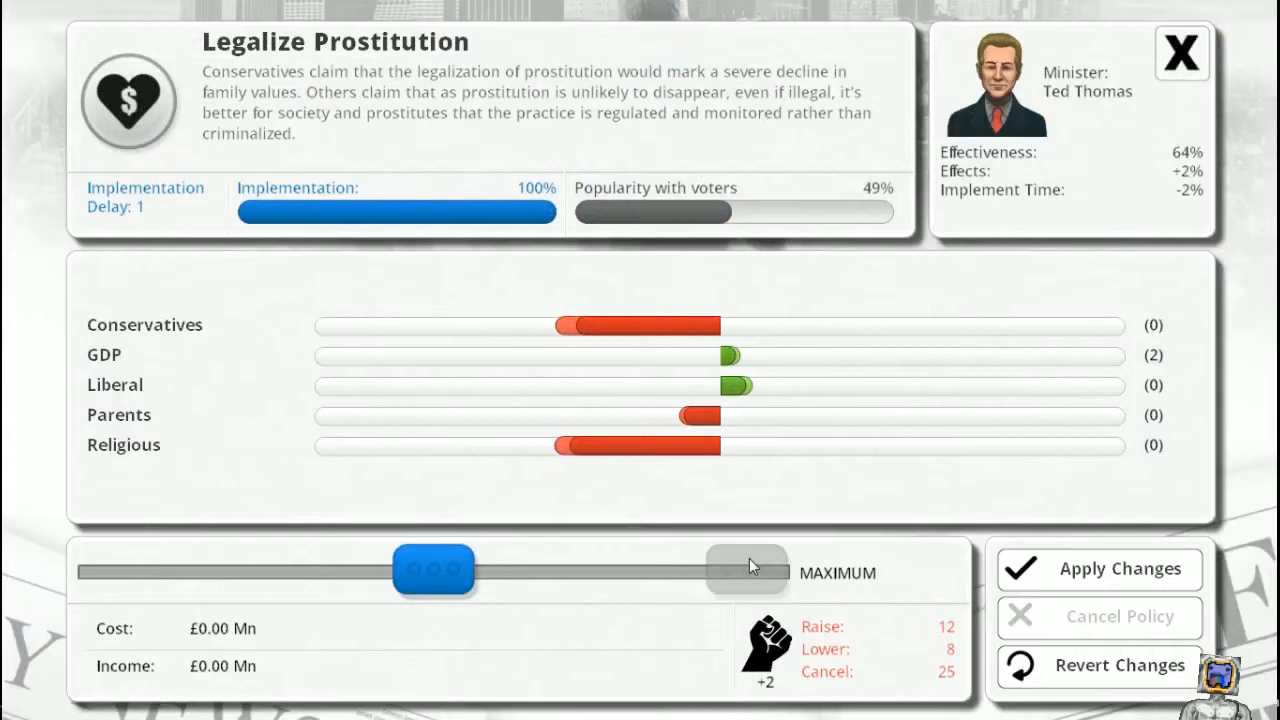 Legalize Prostitution
Conservatives claim that the legalization of prostitution would mark a severe decline in
family values. Others claim that as prostitution is unlikely to disappear, even if illegal, it's
better for society and prostitutes that the practice is regulated and monitored rather than
criminalized.
Implementation
Delay: 1
Implementation: 100%
Popularity with voters 49%
X
Minister:
Ted Thomas
Effectiveness: 64%
Effects: +2%
Implement Time: -2%
Conservatives (0)
GDP (2)
Liberal (0)
Parents (0)
Religious (0)
MAXIMUM
Cost: £0.00 Mn
Income: £0.00 Mn
+2
Raise: 12
Lower: 8
Cancel: 25
Apply Changes
Cancel Policy
Revert Changes